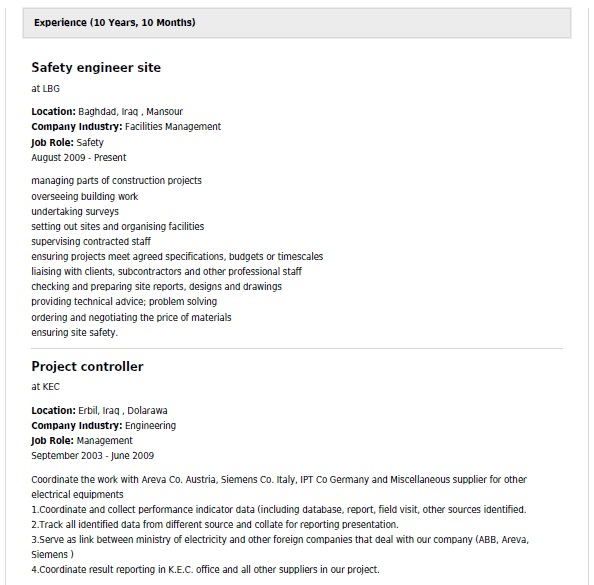 Experience (10 Years, 10 Months)
Safety engineer site
at LBG
Location: Baghdad, Iraq , Mansour
Company Industry: Facilities Management
Job Role: Safety
August 2009 - Present
managing parts of construction projects
overseeing building work
undertaking surveys
setting out sites and organising facilities
supervising contracted staff
ensuring projects meet agreed specifications, budgets or timescales
liaising with clients, subcontractors and other professional staff
checking and preparing site reports, designs and drawings
providing technical advice; problem solving
ordering and negotiating the price of materials
ensuring site safety.
Project controller
at KEC
Location: Erbil, Iraq , Dolarawa
Company Industry: Engineering
Job Role: Management
September 2003 - June 2009
Coordinate the work with Areva Co. Austria, Siemens Co. Italy, IPT Co Germany and Miscellaneous supplier for other
electrical equipments
1.Coordinate and collect performance indicator data (including database, report, field visit, other sources identified.
2.Track all identified data from different source and collate for reporting presentation.
3.Serve as link between ministry of electricity and other foreign companies that deal with our company (ABB, Areva,
Siemens )
4.Coordinate result reporting in K.E.C. office and all other suppliers in our project.